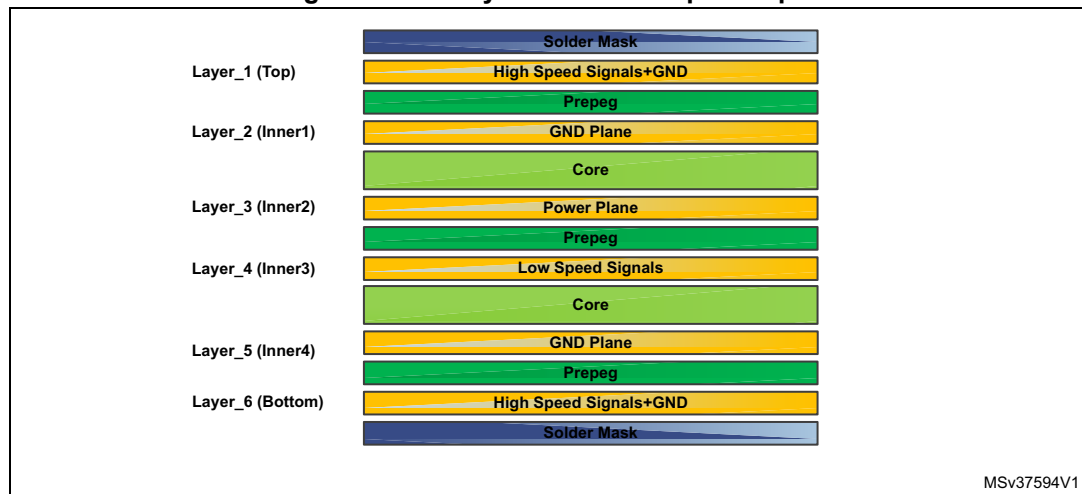 Solder Mask
Layer_1 (Top) High Speed Signals+GND
Prepeg
Layer_2 (Inner1) GND Plane
Core
Layer_3 (Inner2) Power Plane
Prepeg
Layer_4 (Inner3) Low Speed Signals
Core
Layer_5 (Inner4) GND Plane
Prepeg
Layer_6 (Bottom) High Speed Signals+GND
Solder Mask
MSv37594V1